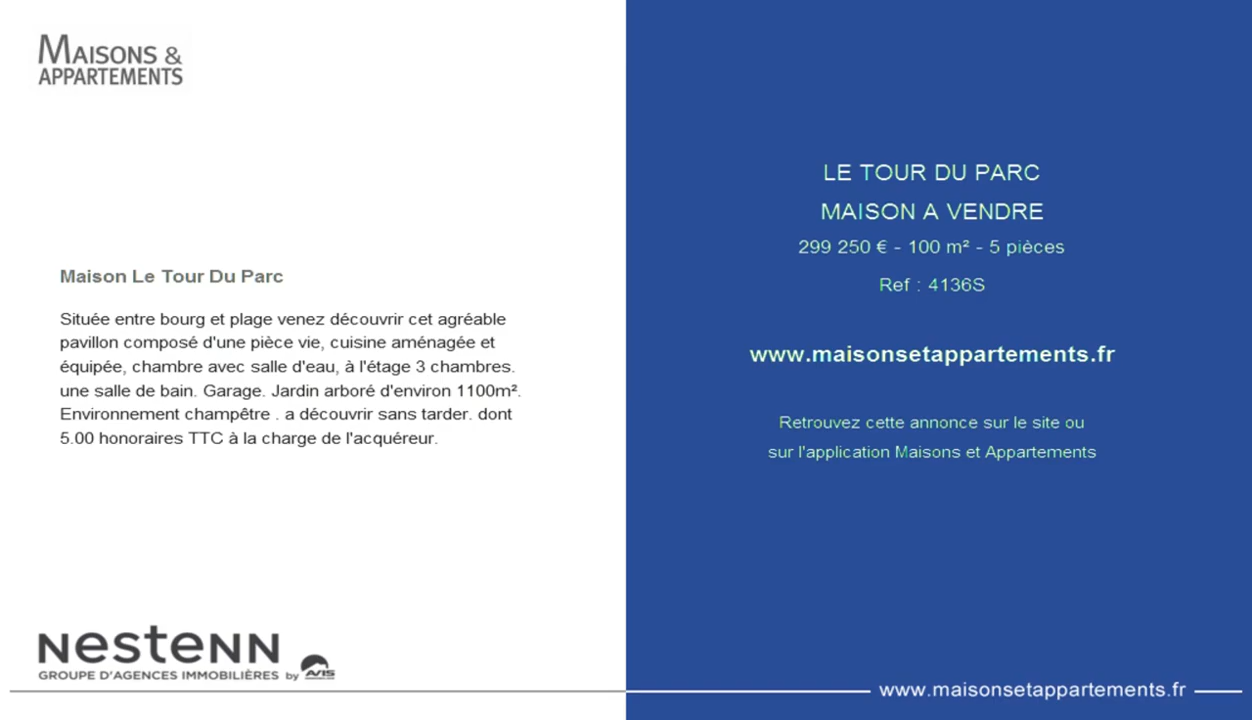 MAISONS &
APPARTEMENTS
Maison Le Tour Du Parc
Située entre bourg et plage venez découvrir cet agréable
pavillon composé d'une pièce vie, cuisine aménagée et
équipée, chambre avec salle d'eau, à l'étage 3 chambres.
une salle de bain. Garage. Jardin arboré d'environ 1100m².
Environnement champêtre . a découvrir sans tarder. dont
5.00 honoraires TTC à la charge de l'acquéreur.
Nestenn
GROUPE D'AGENCES IMMOBILIÈRES by AVIS
LE TOUR DU PARC
MAISON A VENDRE
299 250 € - 100 m² - 5 pièces
Ref : 4136S
www.maisonsetappartements.fr
Retrouvez cette annonce sur le site ou
sur l'application Maisons et Appartements
www.maisonsetappartements.fr